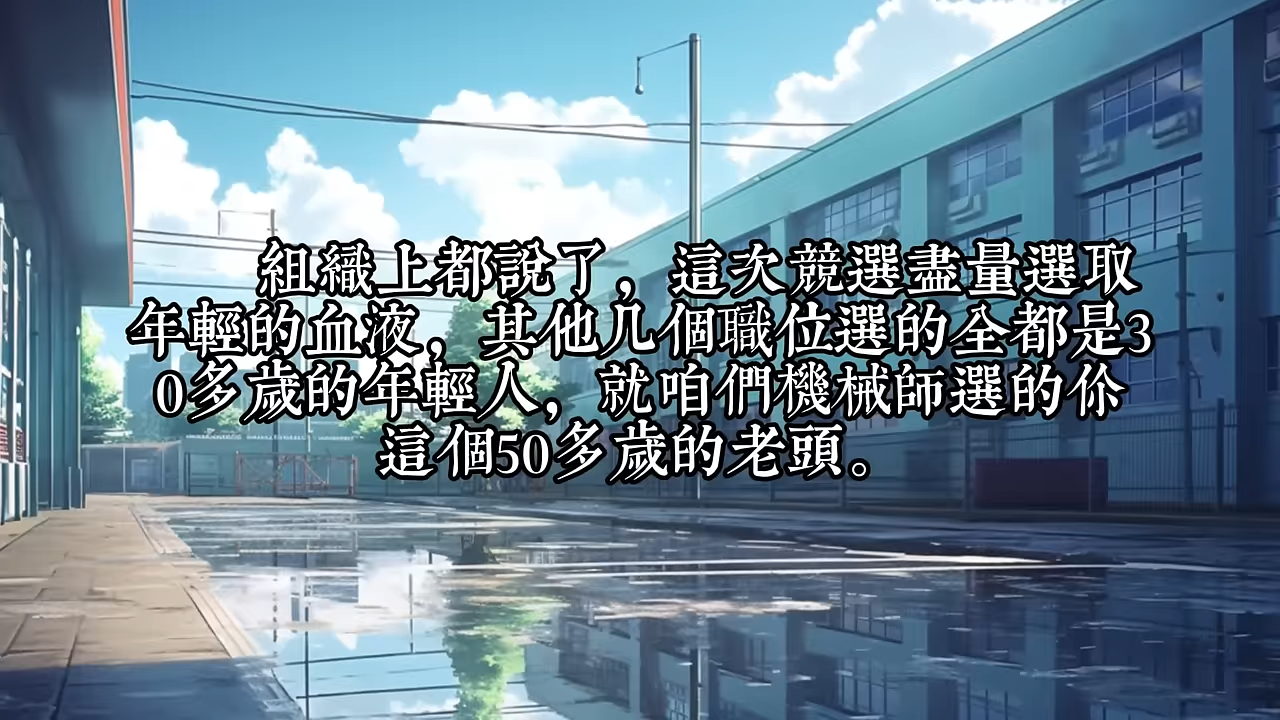 組織上都說了，這次競選盡量選取
年輕的血液，其他几個職位選的全都是3
0多歲的年輕人，就咱們機械師選的伱
這個50多歲的老頭。